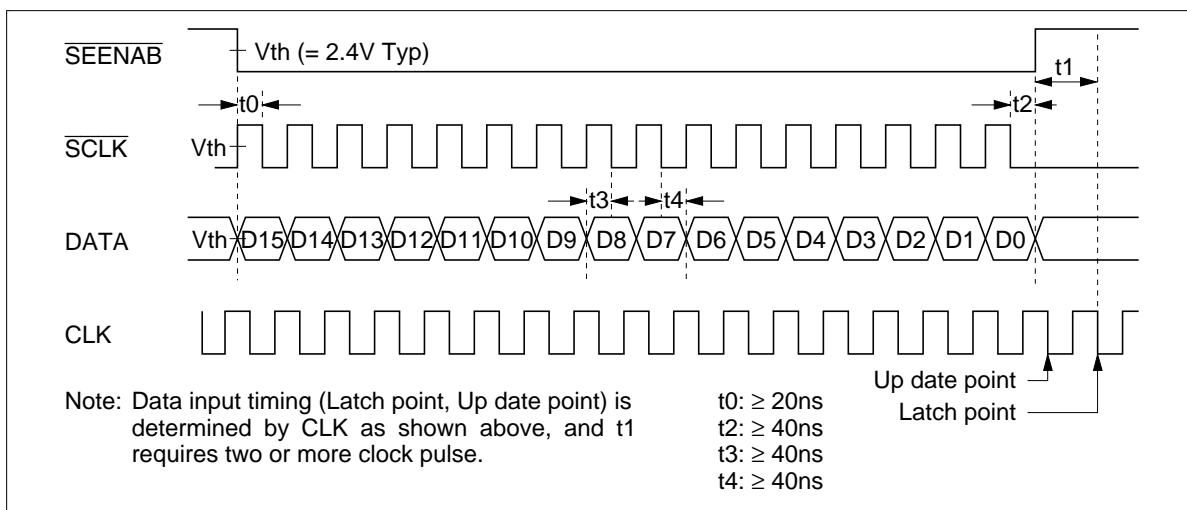 SEENAB
Vth (= 2.4V Typ)
t1
t0
t2
SCLK
Vth
t3
t4
DATA
Vth
D15 D14 D13 D12 D11 D10 D9 D8 D7 D6 D5 D4 D3 D2 D1 D0
CLK
Up date point
Latch point
Note: Data input timing (Latch point, Up date point) is
determined by CLK as shown above, and t1
requires two or more clock pulse.
t0: ≥ 20ns
t2: ≥ 40ns
t3: ≥ 40ns
t4: ≥ 40ns